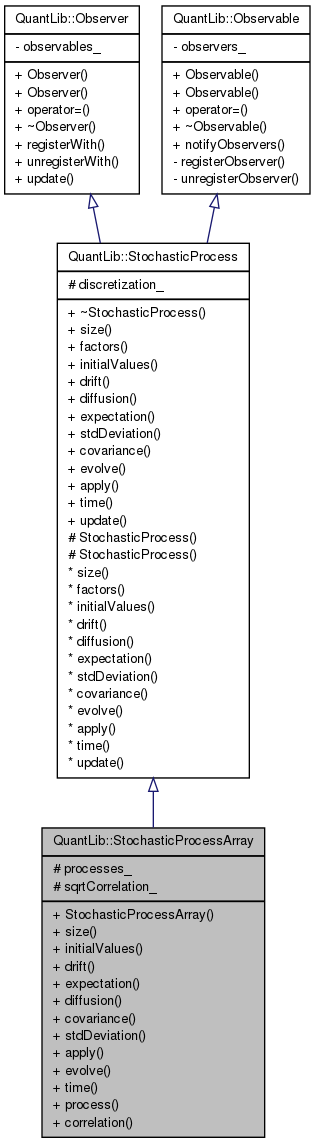 QuantLib::Observer
- observables_
+ Observer()
+ Observer()
+ operator=()
+ ~Observer()
+ registerWith()
+ unregisterWith()
+ update()
QuantLib::Observable
- observers_
+ Observable()
+ Observable()
+ operator=()
+ ~Observable()
+ notifyObservers()
- registerObserver()
- unregisterObserver()
QuantLib::StochasticProcess
# discretization_
+ ~StochasticProcess()
+ size()
+ factors()
+ initialValues()
+ drift()
+ diffusion()
+ expectation()
+ stdDeviation()
+ covariance()
+ evolve()
+ apply()
+ time()
+ update()
# StochasticProcess()
# StochasticProcess()
* size()
* factors()
* initialValues()
* drift()
* diffusion()
* expectation()
* stdDeviation()
* covariance()
* evolve()
* apply()
* time()
* update()
QuantLib::StochasticProcessArray
# processes_
# sqrtCorrelation_
+ StochasticProcessArray()
+ size()
+ initialValues()
+ drift()
+ expectation()
+ diffusion()
+ covariance()
+ stdDeviation()
+ apply()
+ evolve()
+ time()
+ process()
+ correlation()